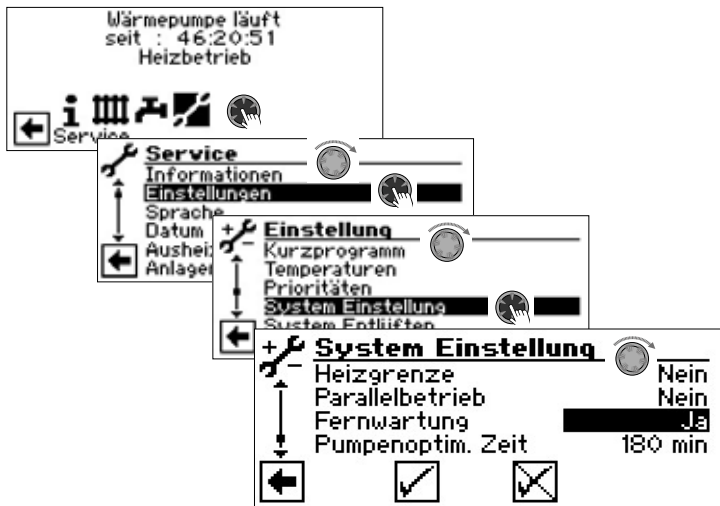 Wärmepumpe läuft
seit : 46:20:51
Heizbetrieb
Service
Service
Informationen
Einstellungen
Sprache
Datum
Anlagen
Einstellung
Kurzprogramm
Temperaturen
Prioritäten
System Einstellung
System Entlüften
System Einstellung
Heizgrenze Nein
Parallelbetrieb Nein
Fernwartung Ja
Pumpenoptim. Zeit 180 min